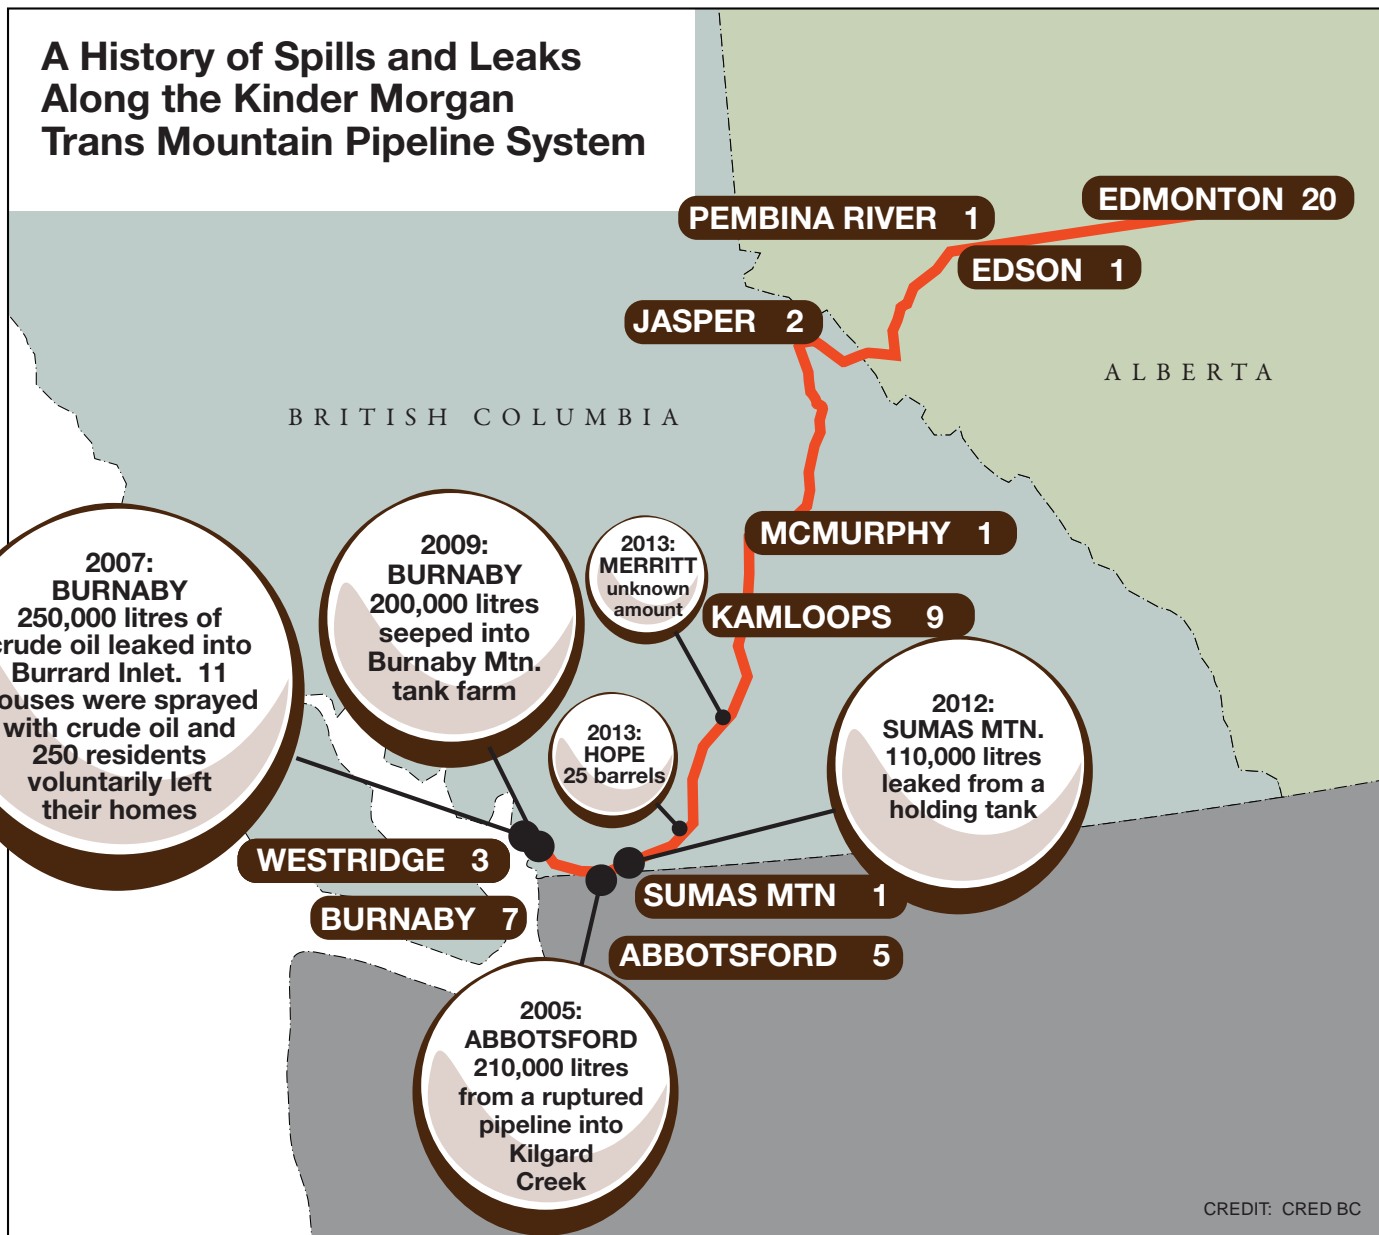 A History of Spills and Leaks
Along the Kinder Morgan
Trans Mountain Pipeline System
EDMONTON 20
PEMBINA RIVER 1
EDSON 1
JASPER 2
ALBERTA
BRITISH COLUMBIA
MCMURPHY 1
KAMLOOPS 9
2007:
BURNABY
250,000 litres of
crude oil leaked into
Burrard Inlet. 11
houses were sprayed
with crude oil and
250 residents
voluntarily left
their homes
2009:
BURNABY
200,000 litres
seeped into
Burnaby Mtn.
tank farm
2013:
MERRITT
unknown
amount
2013:
HOPE
25 barrels
2012:
SUMAS MTN.
110,000 litres
leaked from a
holding tank
WESTRIDGE 3
BURNABY 7
SUMAS MTN 1
ABBOTSFORD 5
2005:
ABBOTSFORD
210,000 litres
from a ruptured
pipeline into
Kilgard
Creek
CREDIT: CRED BC